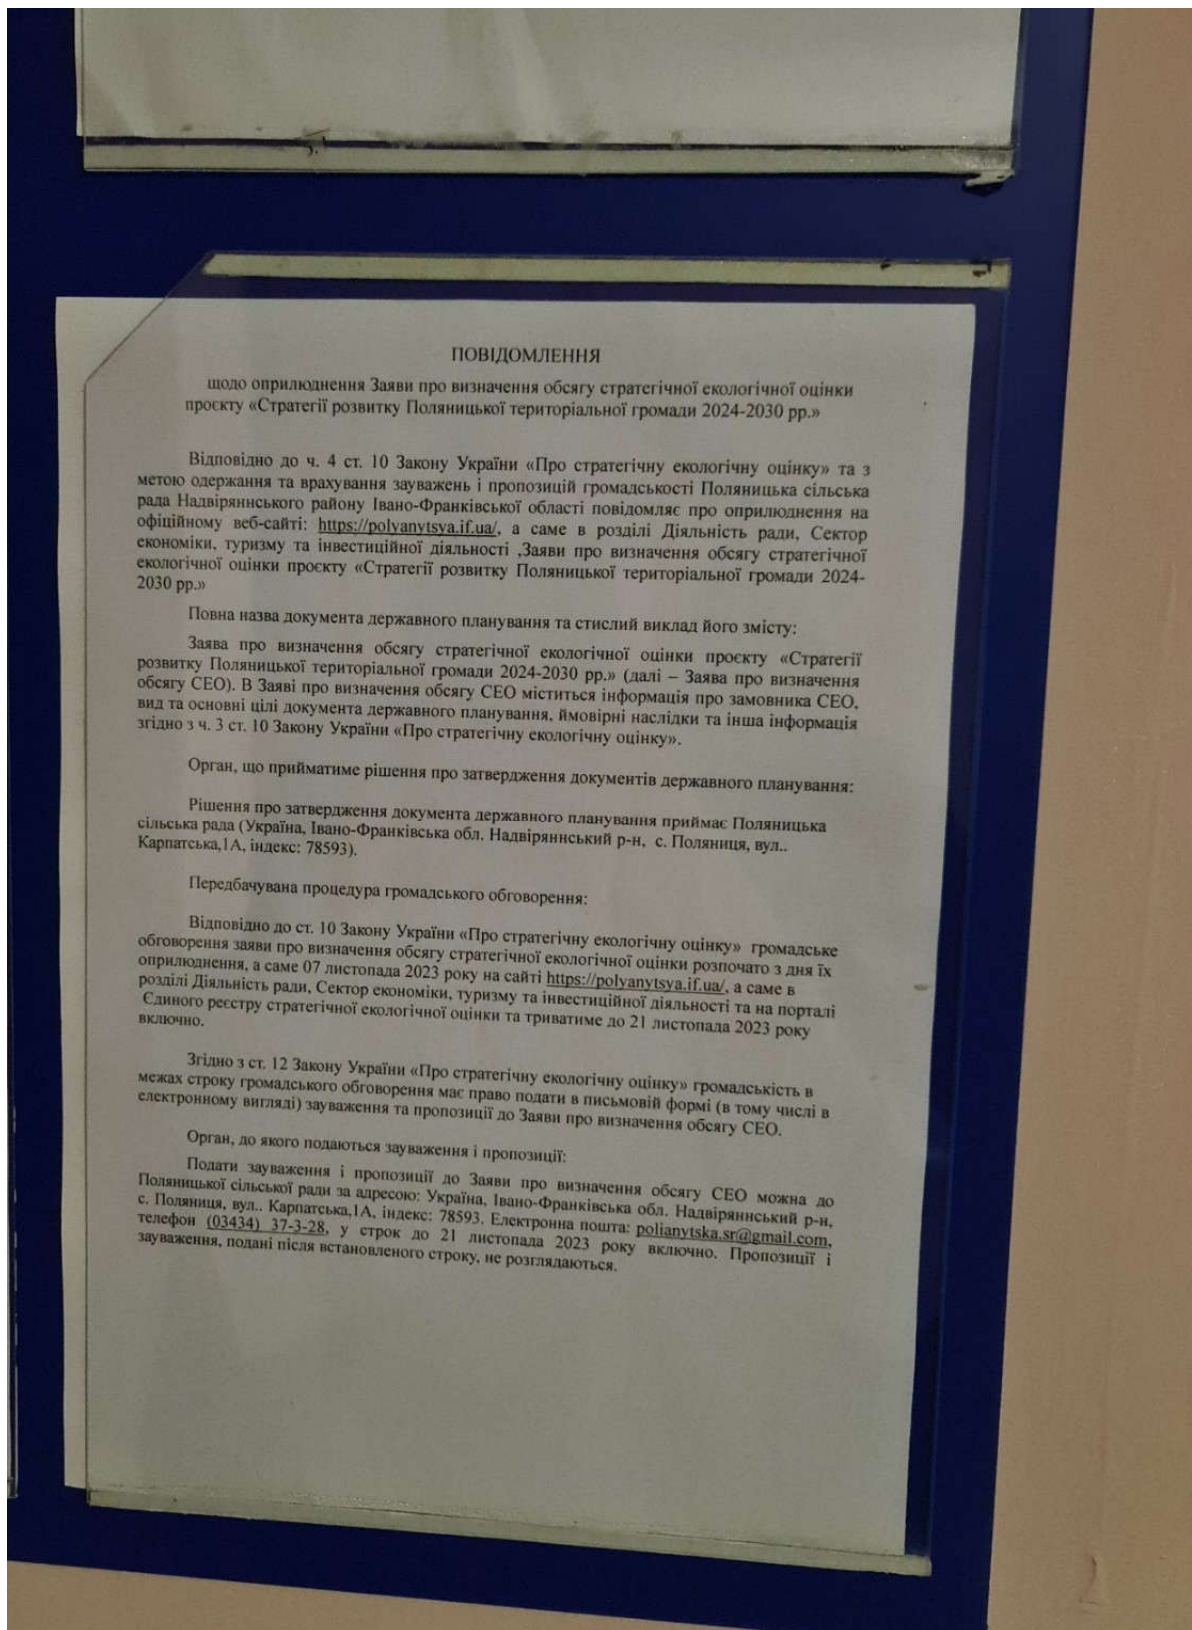 ПОВІДОМЛЕННЯ
щодо оприлюднення Заяви про визначення обсягу стратегічної екологічної оцінки
проєкту «Стратегії розвитку Поляницької територіальної громади 2024-2030 рр.»
Відповідно до ч. 4 ст. 10 Закону України «Про стратегічну екологічну оцінку» та з
метою одержання та врахування зауважень і пропозицій громадськості Поляницька сільська
рада Надвіряннського району Івано-Франківської області повідомляє про оприлюднення на
офіційному веб-сайті: https://polyanytsya.if.ua/, а саме в розділі Діяльність ради, Сектор
економіки, туризму та інвестиційної діяльності ,Заяви про визначення обсягу стратегічної
екологічної оцінки проєкту «Стратегії розвитку Поляницької територіальної громади 2024-
2030 рр.»
Повна назва документа державного планування та стислий виклад його змісту:
Заява про визначення обсягу стратегічної екологічної оцінки проєкту «Стратегії
розвитку Поляницької територіальної громади 2024-2030 рр.» (далі – Заява про визначення
обсягу СЕО). В Заяві про визначення обсягу СЕО міститься інформація про замовника СЕО,
вид та основні цілі документа державного планування, ймовірні наслідки та інша інформація
згідно з ч. 3 ст. 10 Закону України «Про стратегічну екологічну оцінку».
Орган, що прийматиме рішення про затвердження документів державного планування:
Рішення про затвердження документа державного планування приймає Поляницька
сільська рада (Україна, Івано-Франківська обл. Надвіряннський р-н, с. Поляниця, вул..
Карпатська,1А, індекс: 78593).
Передбачувана процедура громадського обговорення:
Відповідно до ст. 10 Закону України «Про стратегічну екологічну оцінку» громадське
обговорення заяви про визначення обсягу стратегічної екологічної оцінки розпочато з дня їх
оприлюднення, а саме 07 листопада 2023 року на сайті https://polyanytsya.if.ua/, а саме в
розділі Діяльність ради, Сектор економіки, туризму та інвестиційної діяльності та на порталі
Єдиного реєстру стратегічної екологічної оцінки та триватиме до 21 листопада 2023 року
включно.
Згідно з ст. 12 Закону України «Про стратегічну екологічну оцінку» громадськість в
межах строку громадського обговорення має право подати в письмовій формі (в тому числі в
електронному вигляді) зауваження та пропозиції до Заяви про визначення обсягу СЕО.
Орган, до якого подаються зауваження і пропозиції:
Подати зауваження і пропозиції до Заяви про визначення обсягу СЕО можна до
Поляницької сільської ради за адресою: Україна, Івано-Франківська обл. Надвіряннський р-н,
с. Поляниця, вул.. Карпатська,1А, індекс: 78593. Електронна пошта: polianytska.sr@gmail.com,
телефон (03434) 37-3-28, у строк до 21 листопада 2023 року включно. Пропозиції і
зауваження, подані після встановленого строку, не розглядаються.